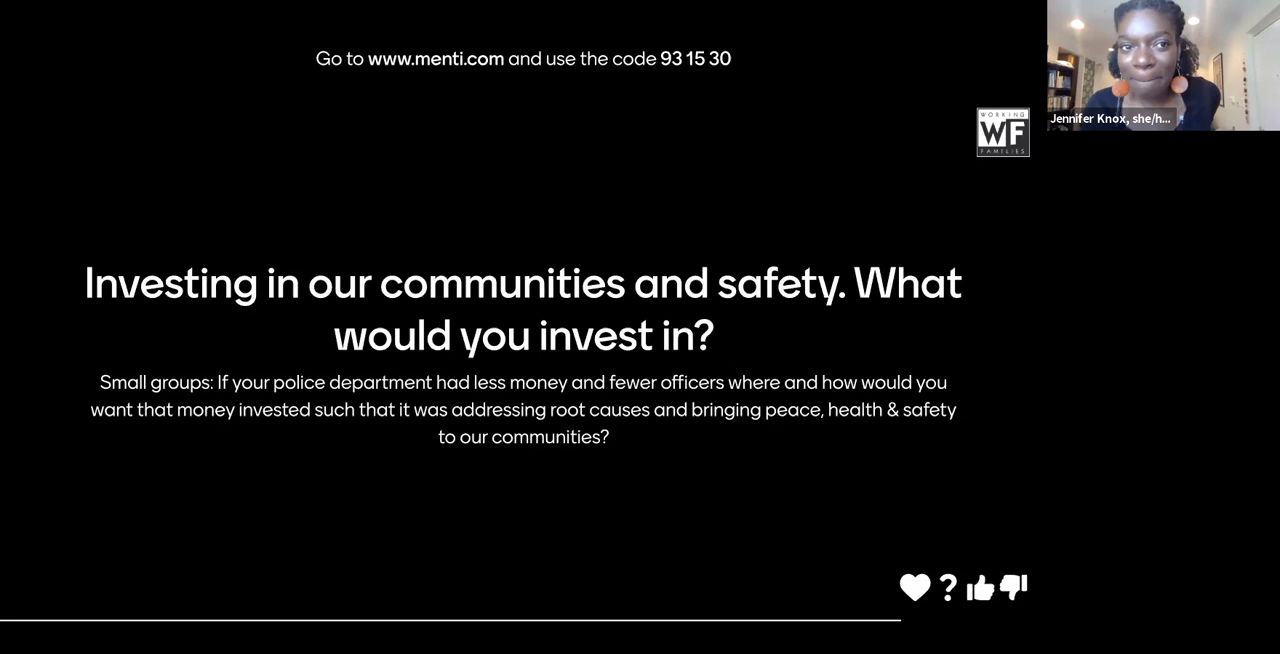 Go to www.menti.com and use the code 93 15 30
Jennifer Knox, she/h...
WORKING
WF
FAMILIES
Investing in our communities and safety. What
would you invest in?
Small groups: If your police department had less money and fewer officers where and how would you
want that money invested such that it was addressing root causes and bringing peace, health & safety
to our communities?